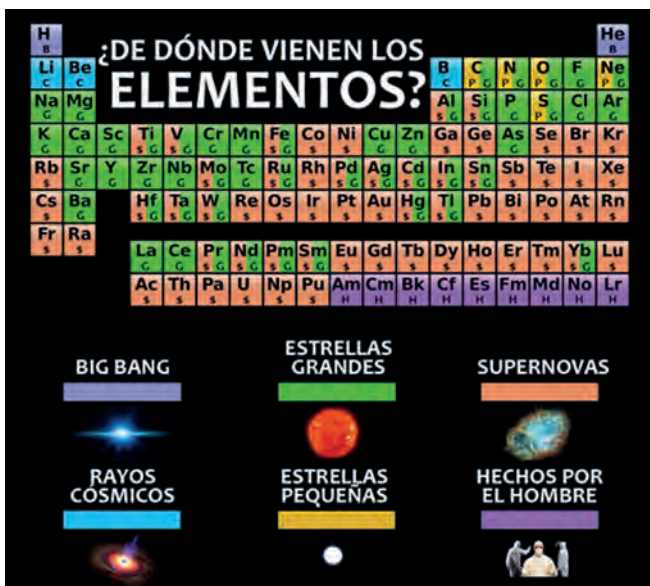 H He
B B
¿DE DÓNDE VIENEN LOS
ELEMENTOS?
Li Be B C N O F Ne
C C C P G P G P G G P G
Na Mg Al Si P S Cl Ar
G G S G S G G P G G G
K Ca Sc Ti V Cr Mn Fe Co Ni Cu Zn Ga Ge As Se Br Kr
G G G S G S G G G S G S S G G S S G S S S
Rb Sr Y Zr Nb Mo Tc Ru Rh Pd Ag Cd In Sn Sb Te I Xe
S G G G G S G G S G S S G S G S G S G S G S S S S
Cs Ba Hf Ta W Re Os Ir Pt Au Hg Tl Pb Bi Po At Rn
S G S G S G S G S S S S S S G S G S S S S S
Fr Ra
S S
La Ce Pr Nd Pm Sm Eu Gd Tb Dy Ho Er Tm Yb Lu
G G S G S G S G S G S S S S S S S S G S
Ac Th Pa U Np Pu Am Cm Bk Cf Es Fm Md No Lr
S S S S S S H H H H H H H H H
BIG BANG
ESTRELLAS
GRANDES
SUPERNOVAS
RAYOS
CÓSMICOS
ESTRELLAS
PEQUEÑAS
HECHOS POR
EL HOMBRE